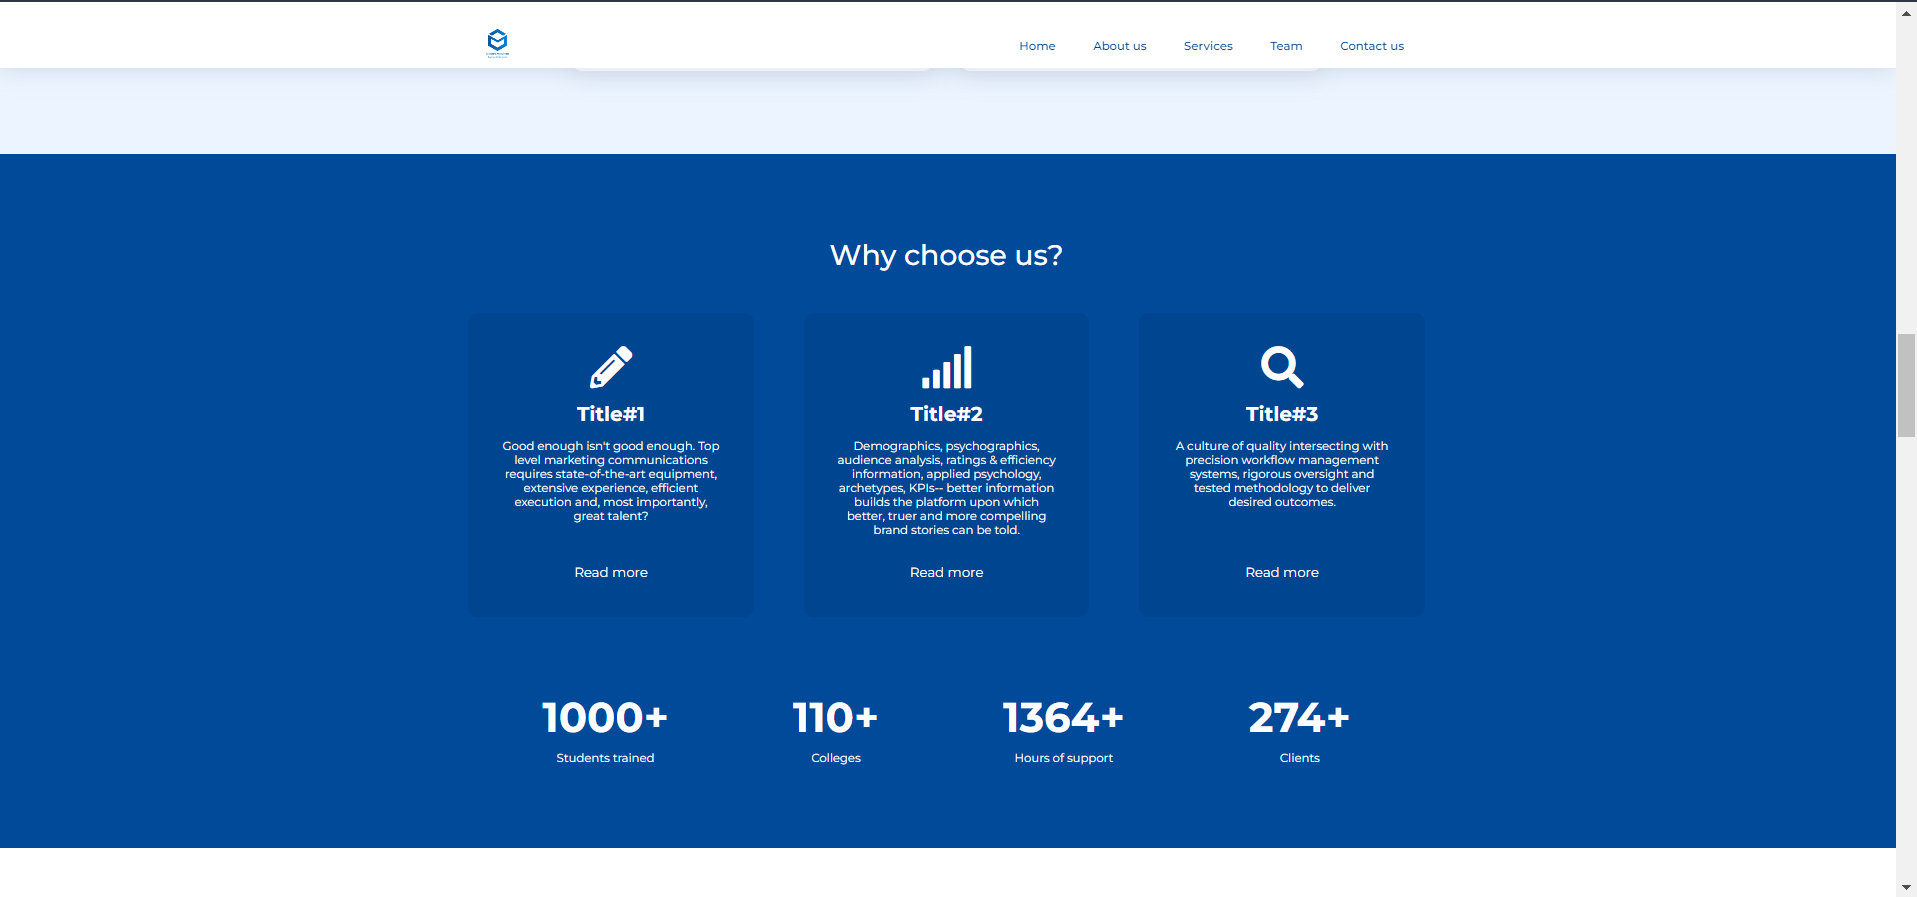 Home
About us
Services
Team
Contact us
Why choose us?
Title#1
Good enough isn't good enough. Top
level marketing communications
requires state-of-the-art equipment,
extensive experience, efficient
execution and, most importantly,
great talent?
Read more
Title#2
Demographics, psychographics,
audience analysis, ratings & efficiency
information, applied psychology,
archetypes, KPIs-- better information
builds the platform upon which
better, truer and more compelling
brand stories can be told.
Read more
Title#3
A culture of quality intersecting with
precision workflow management
systems, rigorous oversight and
tested methodology to deliver
desired outcomes.
Read more
1000+
Students trained
110+
Colleges
1364+
Hours of support
274+
Clients